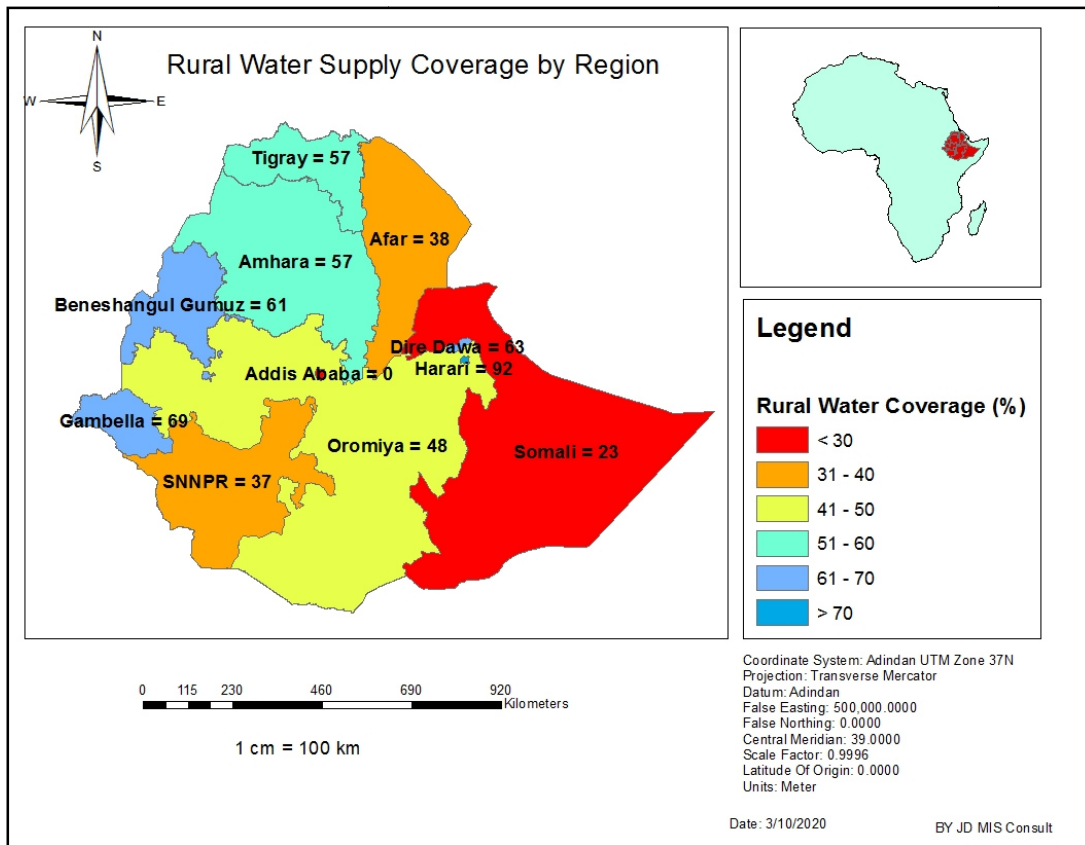 Rural Water Supply Coverage by Region
N
W
E
S
Tigray = 57
Afar = 38
Amhara = 57
Beneshangul Gumuz = 61
Dire Dawa = 63
Harari = 92
Addis Ababa = 0
Gambella = 69
Oromiya = 48
Somali = 23
SNNPR = 37
Legend
Rural Water Coverage (%)
< 30
31 - 40
41 - 50
51 - 60
61 - 70
> 70
0 115 230 460 690 920
Kilometers
1 cm = 100 km
Coordinate System: Adindan UTM Zone 37N
Projection: Transverse Mercator
Datum: Adindan
False Easting: 500,000.0000
False Northing: 0.0000
Central Meridian: 39.0000
Scale Factor: 0.9996
Latitude Of Origin: 0.0000
Units: Meter
Date: 3/10/2020
BY JD MIS Consult